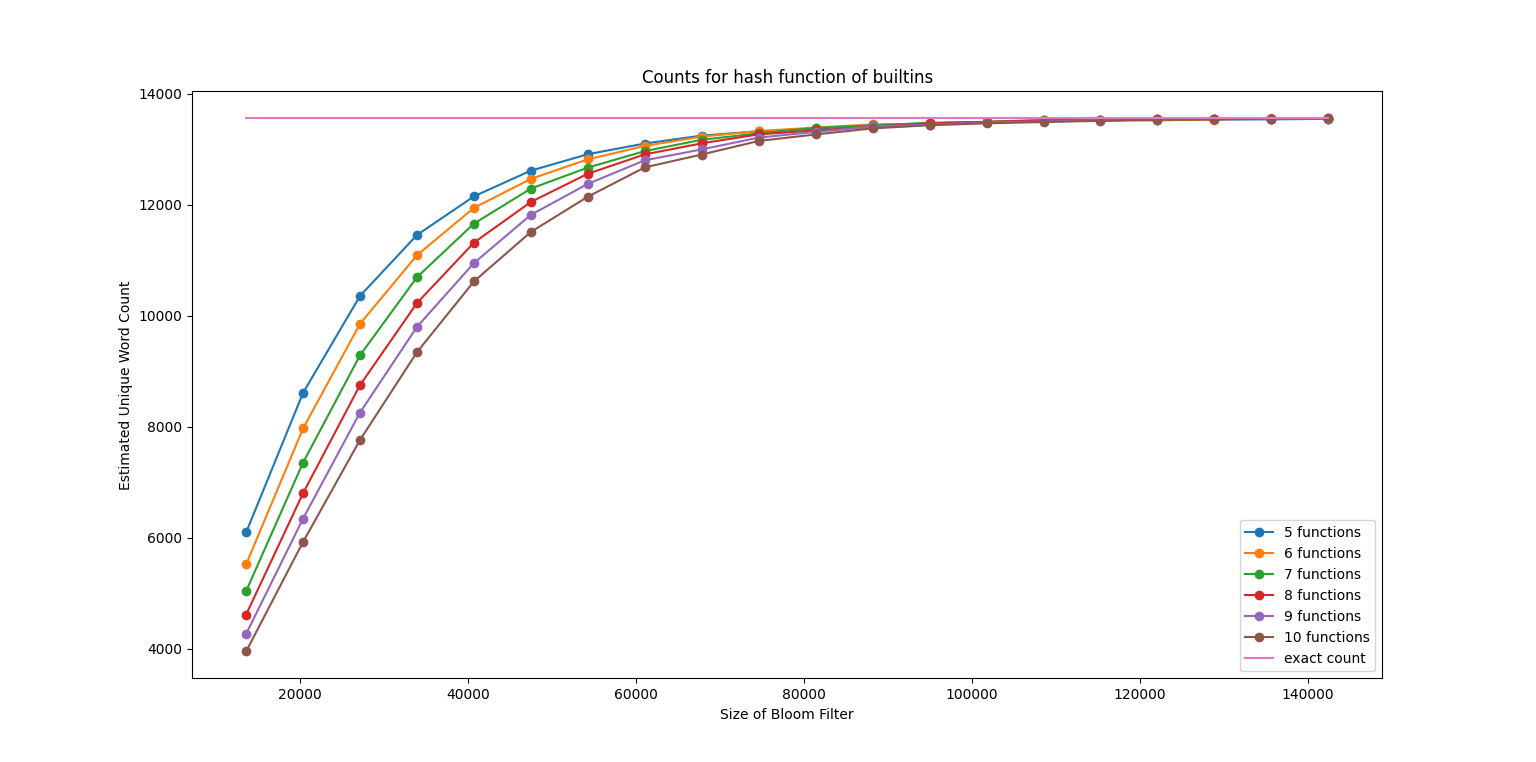 Counts for hash function of builtins
14000
12000
10000
8000
6000
4000
Estimated Unique Word Count
20000 40000 60000 80000 100000 120000 140000
Size of Bloom Filter
5 functions
6 functions
7 functions
8 functions
9 functions
10 functions
exact count